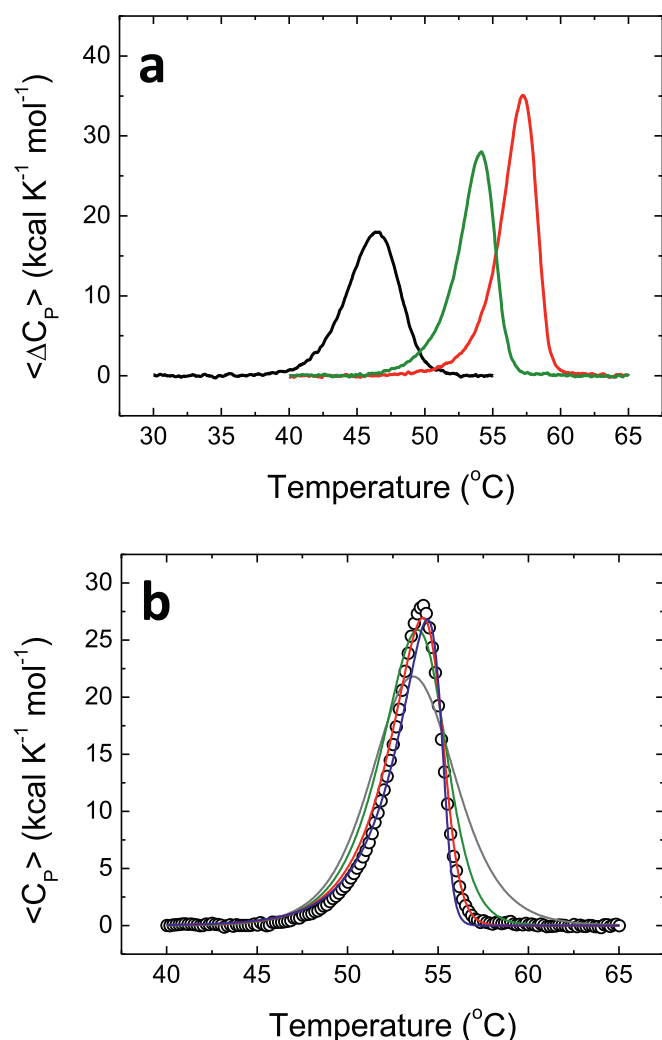 a
<ΔC_P> (kcal K⁻¹ mol⁻¹)
40
30
20
10
0
30 35 40 45 50 55 60 65
Temperature (°C)
b
<C_P> (kcal K⁻¹ mol⁻¹)
30
25
20
15
10
5
0
40 45 50 55 60 65
Temperature (°C)